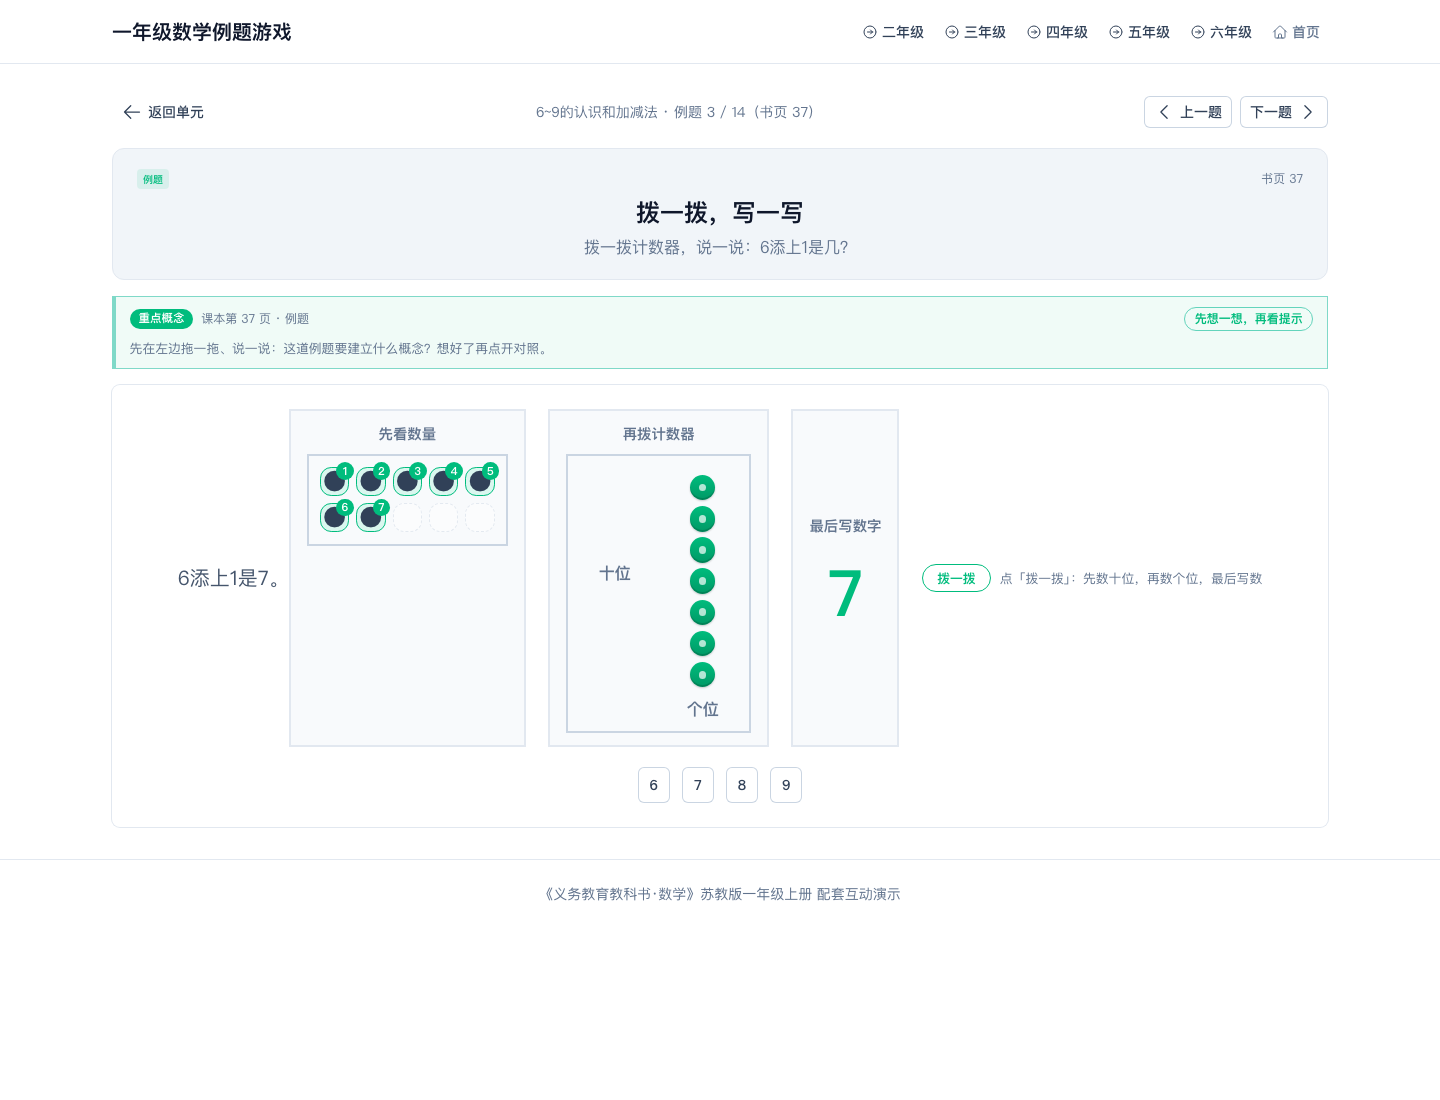 一年级数学例题游戏
二年级 三年级 四年级 五年级 六年级 首页
返回单元
6~9的认识和加减法 · 例题 3 / 14（书页 37）
上一题 下一题
例题
书页 37
拨一拨，写一写
拨一拨计数器，说一说：6添上1是几？
重点概念 课本第 37 页 · 例题
先想一想，再看提示
先在左边拖一拖、说一说：这道例题要建立什么概念？想好了再点开对照。
6添上1是7。
先看数量
1 2 3 4 5
6 7
再拨计数器
十位
个位
最后写数字
7
拨一拨
点「拨一拨」：先数十位，再数个位，最后写数
6 7 8 9
《义务教育教科书·数学》苏教版一年级上册 配套互动演示